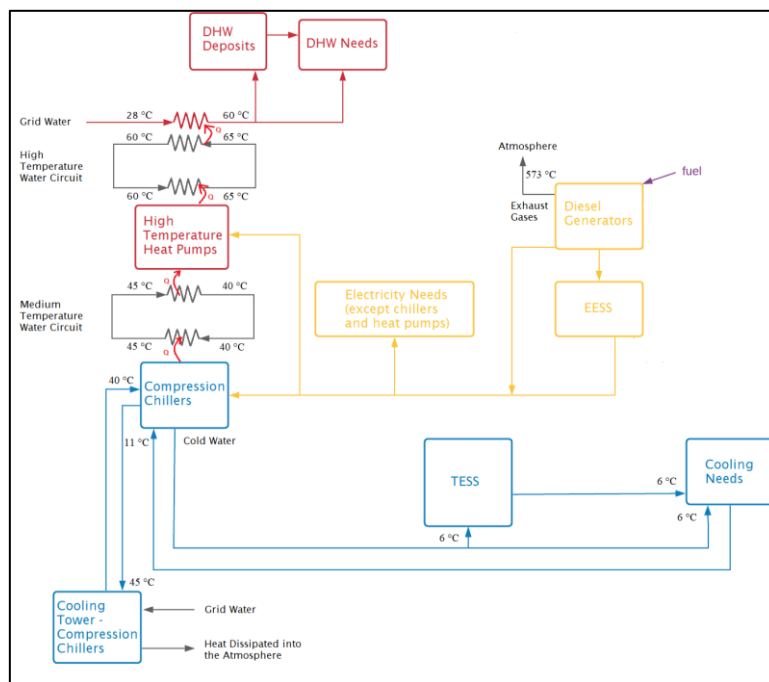 DHW
Deposits
DHW Needs
Grid Water
28 °C
60 °C
Q
60 °C
65 °C
High
Temperature
Water Circuit
60 °C
Q
65 °C
High
Temperature
Heat Pumps
Atmosphere
573 °C
Exhaust
Gases
fuel
Diesel
Generators
EESS
Electricity Needs
(except chillers
and heat pumps)
Q
45 °C
40 °C
Medium
Temperature
Water Circuit
45 °C
Q
40 °C
40 °C
Compression
Chillers
11 °C
Cold Water
TESS
Cooling
Needs
6 °C
6 °C
6 °C
45 °C
Cooling
Tower -
Compression
Chillers
Grid Water
Heat Dissipated into
the Atmosphere